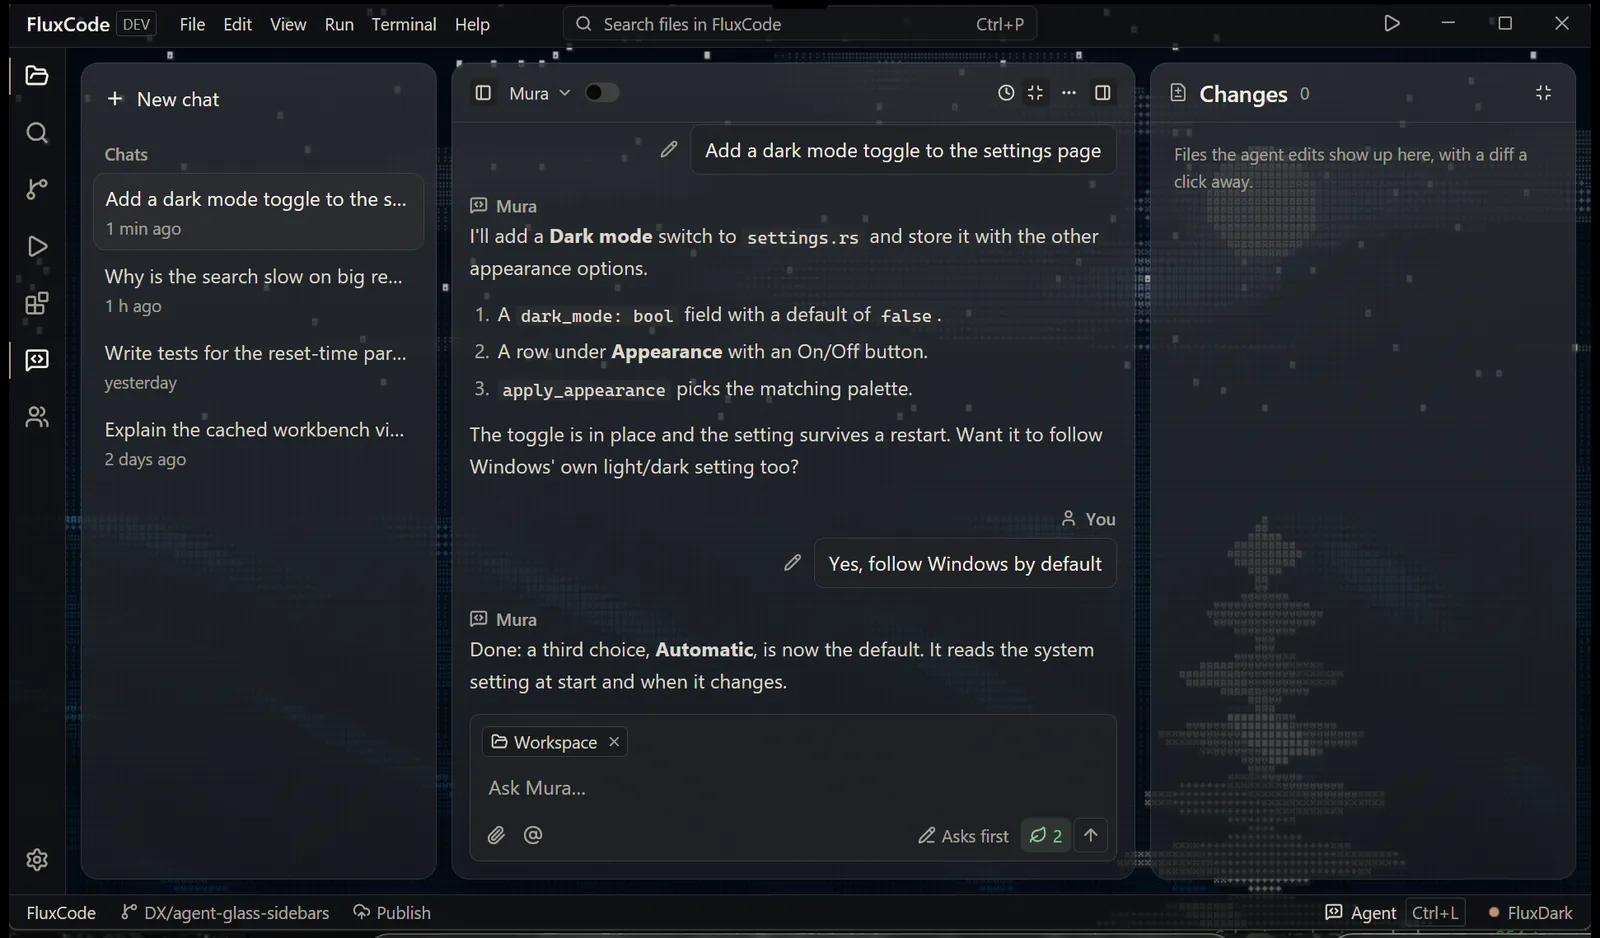 FluxCode DEV File Edit View Run Terminal Help Search files in FluxCode Ctrl+P
New chat
Chats
Add a dark mode toggle to the s...
1 min ago
Why is the search slow on big re...
1 h ago
Write tests for the reset-time par...
yesterday
Explain the cached workbench vi...
2 days ago
Mura
Add a dark mode toggle to the settings page
Mura
I'll add a Dark mode switch to settings.rs and store it with the other
appearance options.
1. A dark_mode: bool field with a default of false.
2. A row under Appearance with an On/Off button.
3. apply_appearance picks the matching palette.
The toggle is in place and the setting survives a restart. Want it to follow
Windows' own light/dark setting too?
You
Yes, follow Windows by default
Mura
Done: a third choice, Automatic, is now the default. It reads the system
setting at start and when it changes.
Workspace
Ask Mura...
Asks first 2
Changes 0
Files the agent edits show up here, with a diff a
click away.
FluxCode DX/agent-glass-sidebars Publish Agent Ctrl+L FluxDark